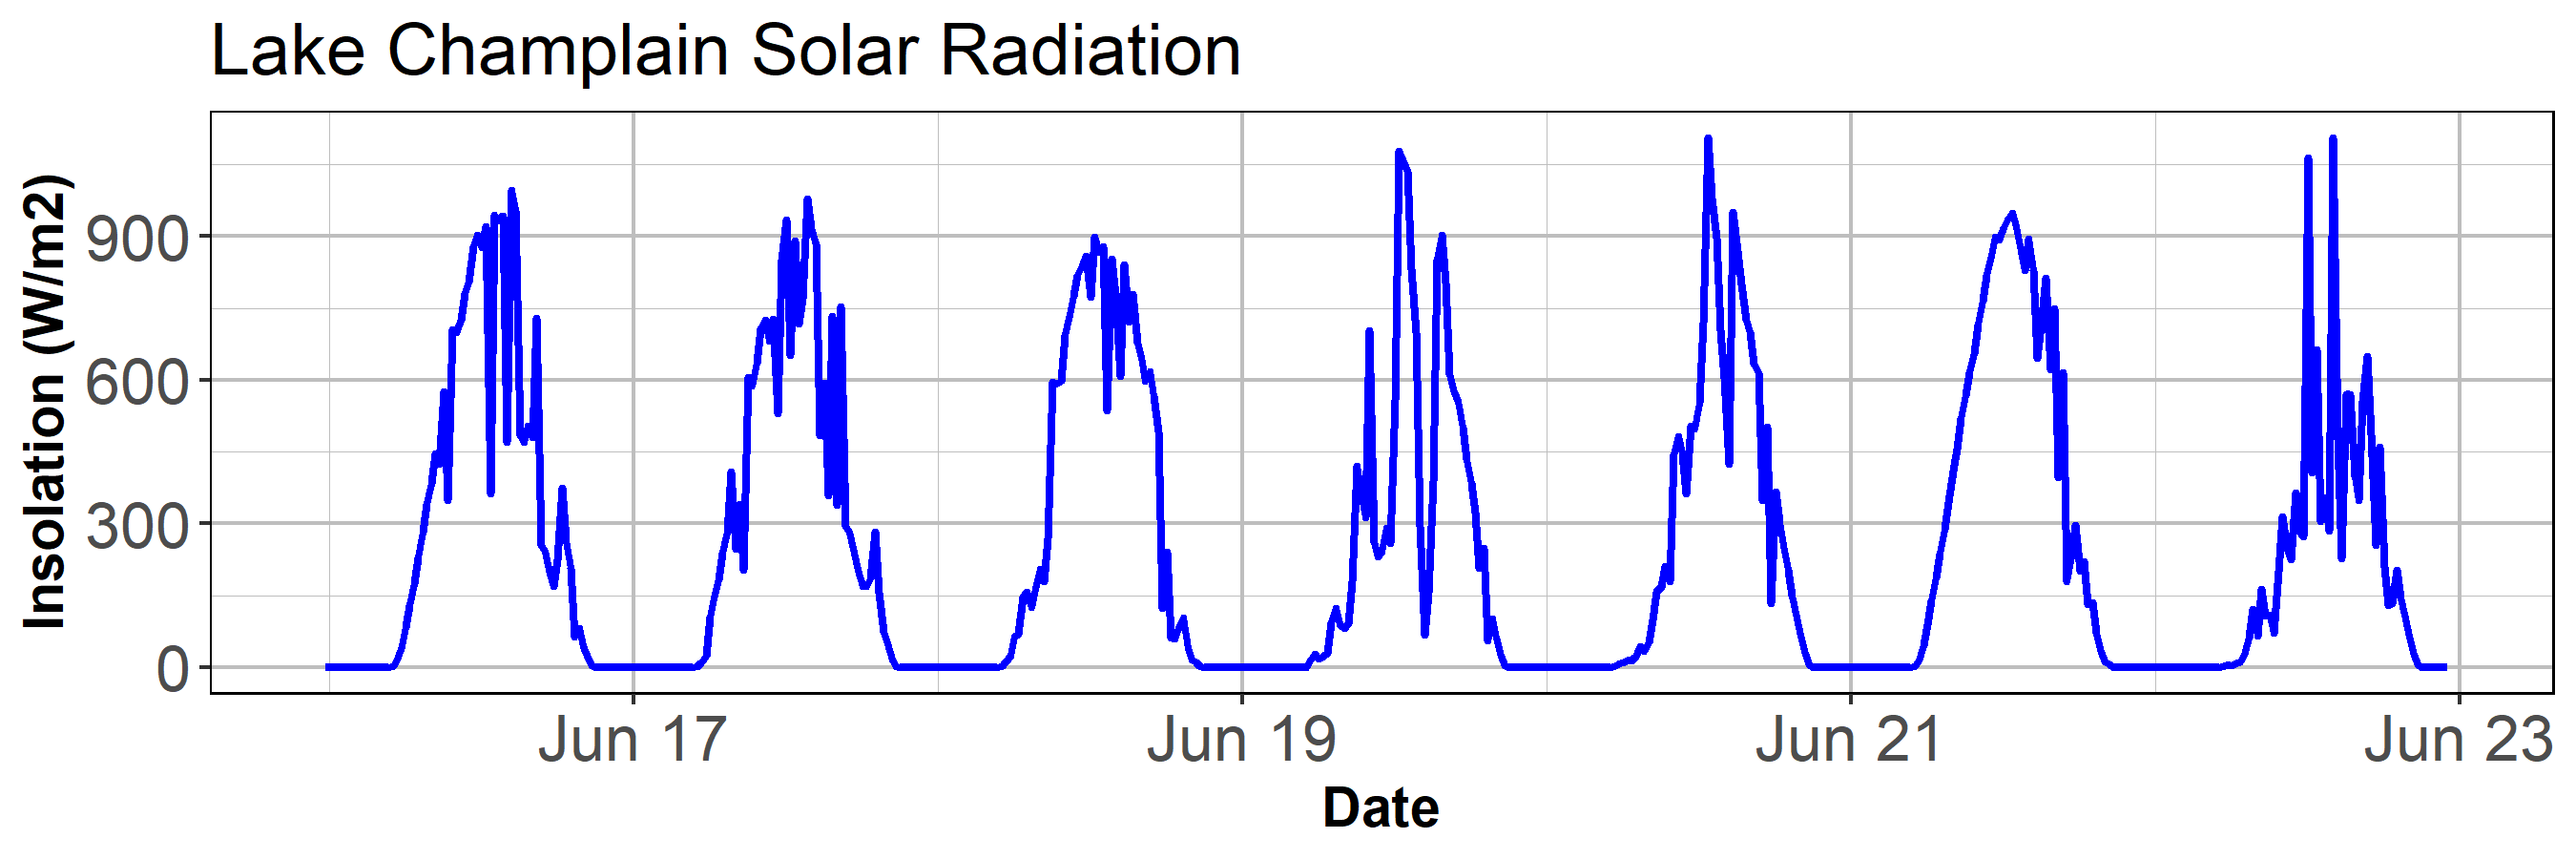 Lake Champlain Solar Radiation
Insolation (W/m2)
900
600
300
0
Jun 17
Jun 19
Jun 21
Jun 23
Date